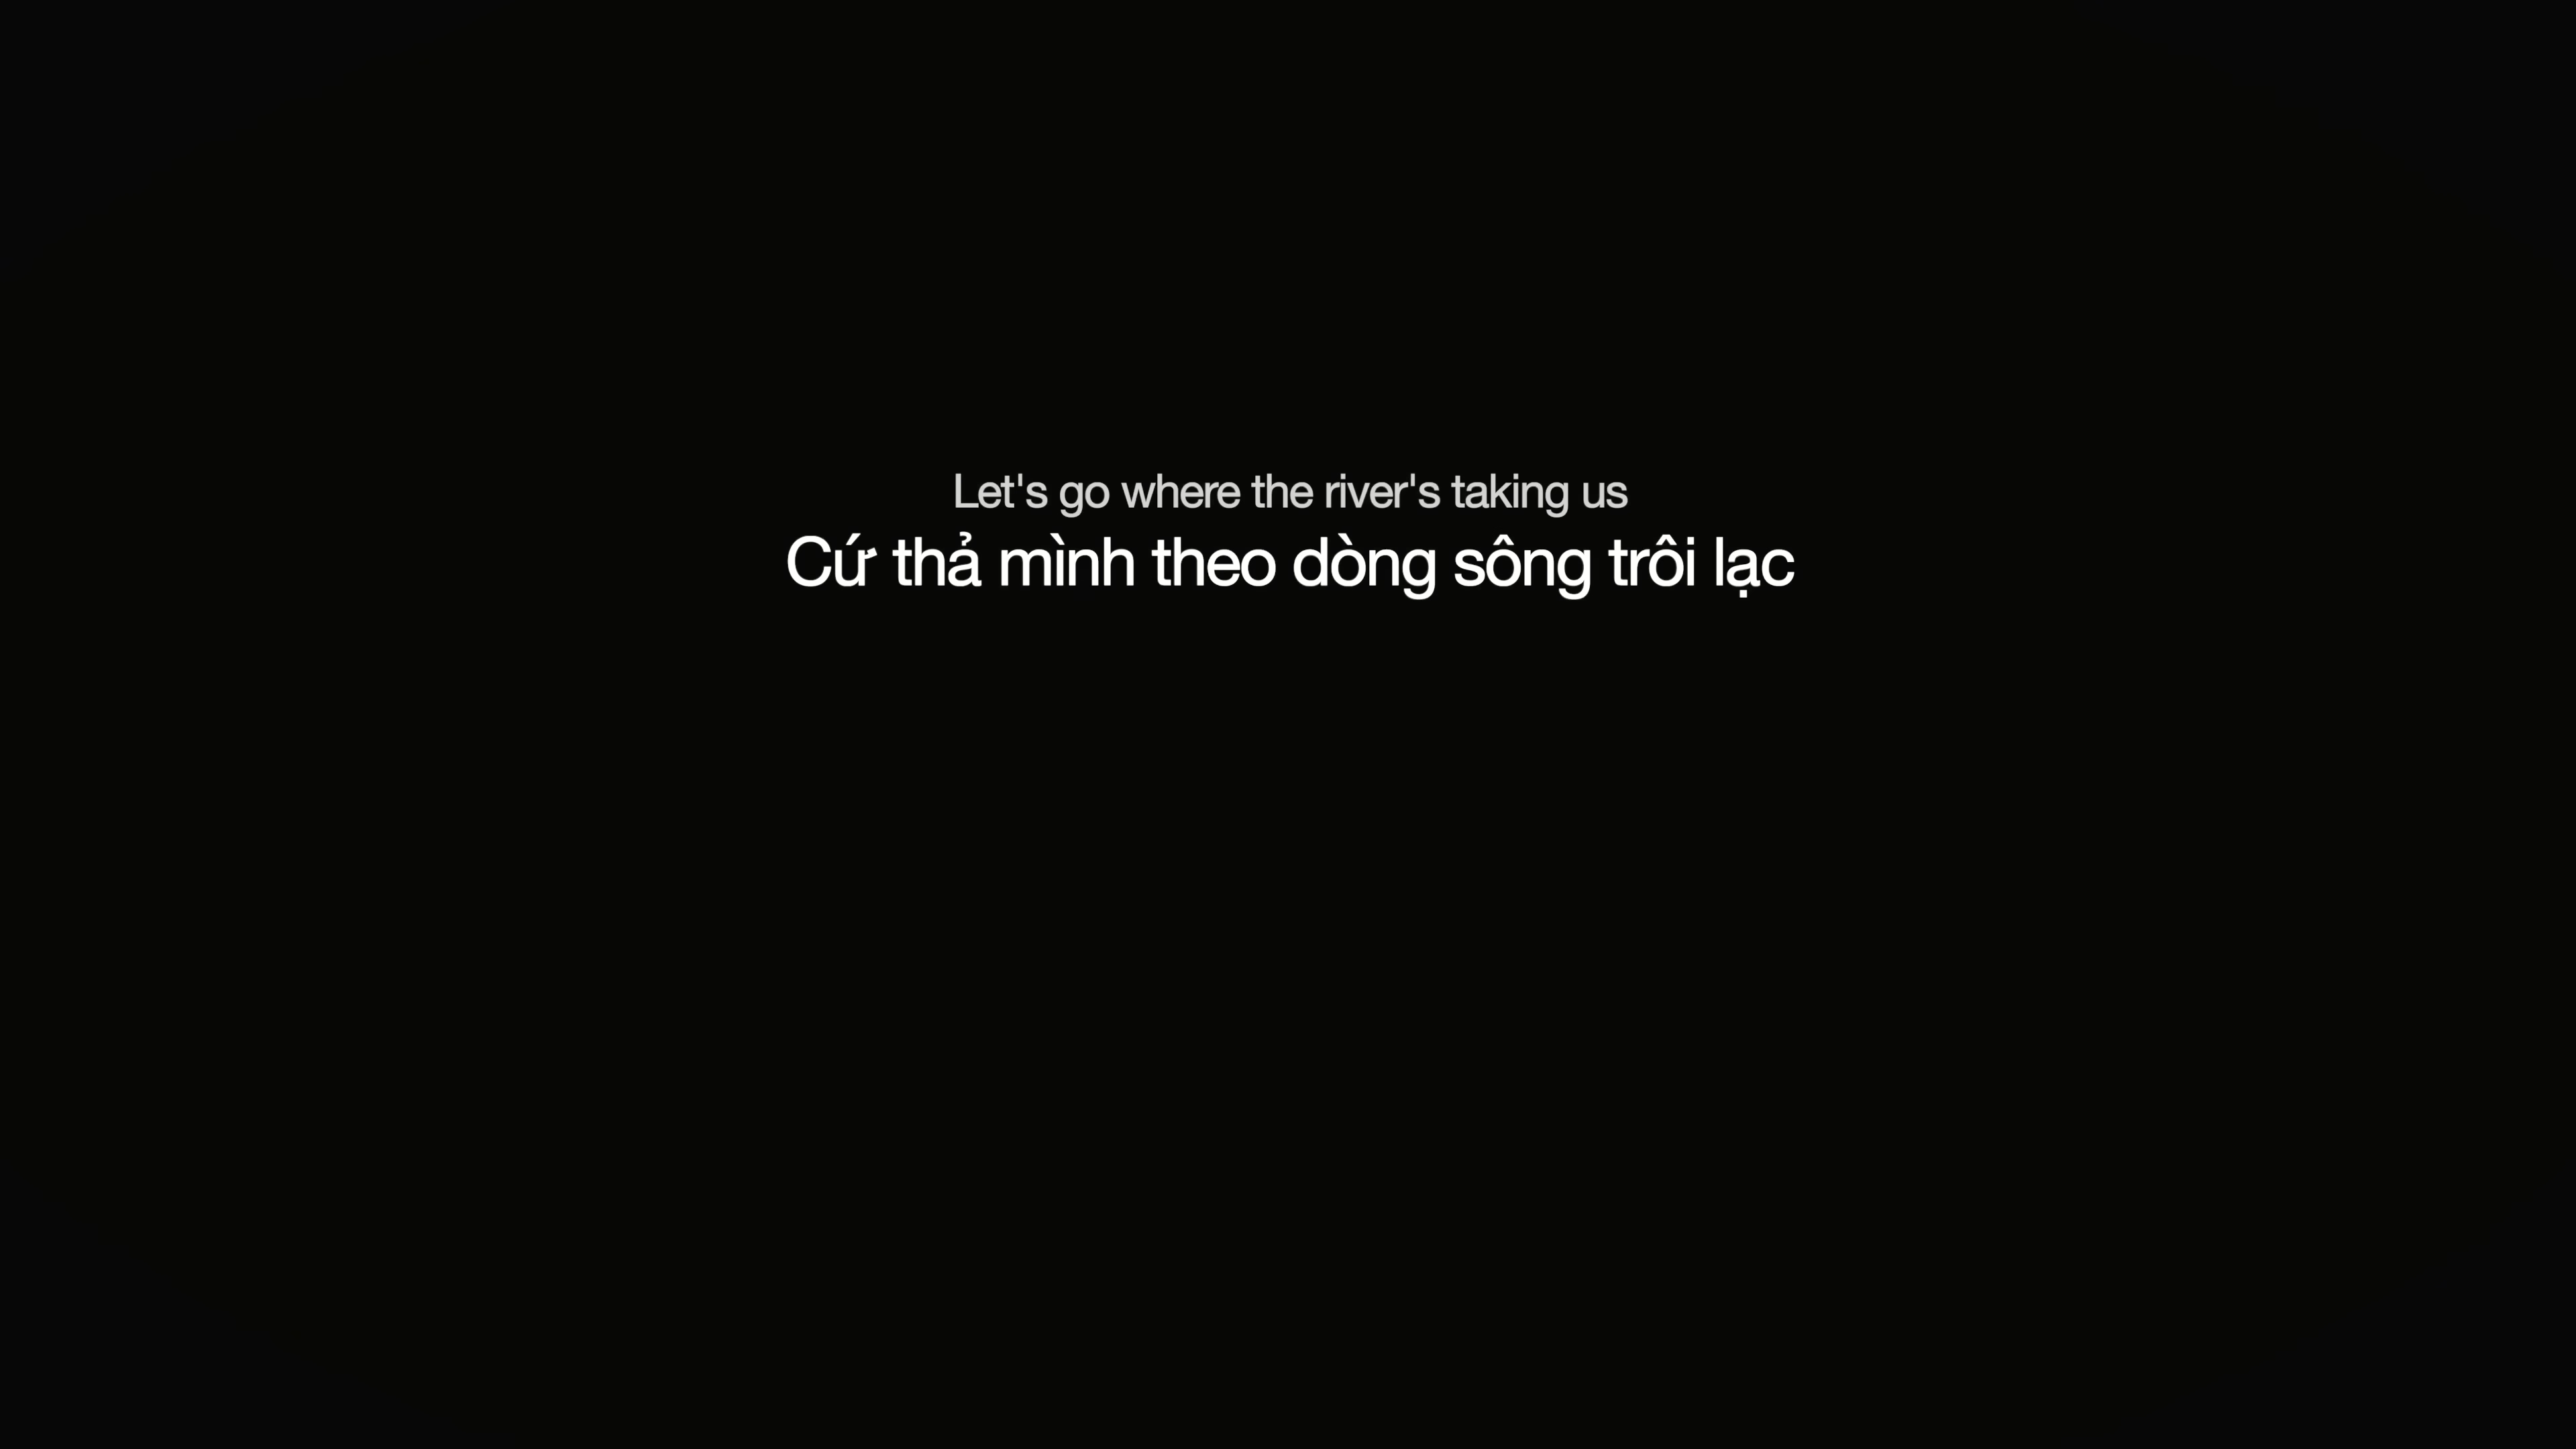 Let's go where the river's taking us
Cứ thả mình theo dòng sông trôi lạc